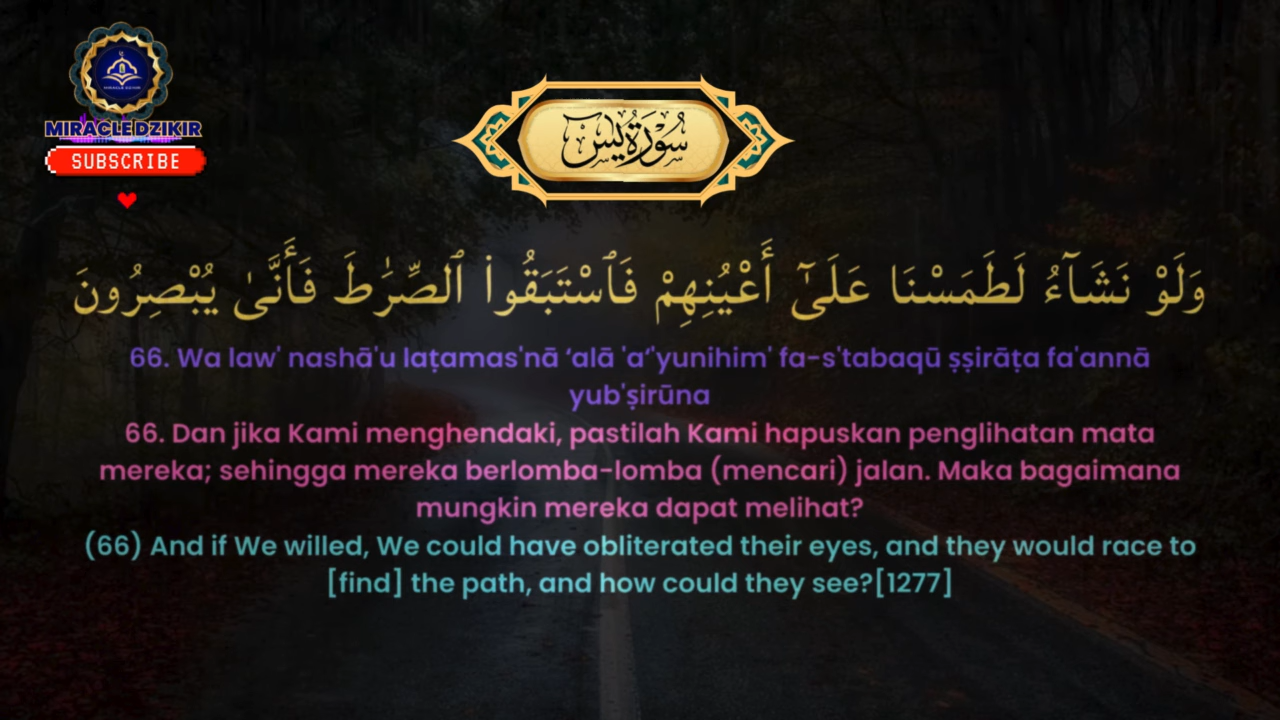 MIRACLE DZIKIR
SUBSCRIBE
سُورَةُ يس
وَلَوْ نَشَآءُ لَطَمَسْنَا عَلَىٰٓ أَعْيُنِهِمْ فَٱسْتَبَقُوا۟ ٱلصِّرَٰطَ فَأَنَّىٰ يُبْصِرُونَ
66. Wa law' nashā'u laṭamas'nā ‘alā 'a‘'yunihim' fa-s'tabaqū ṣṣirāṭa fa'annā
yub'ṣirūna
66. Dan jika Kami menghendaki, pastilah Kami hapuskan penglihatan mata
mereka; sehingga mereka berlomba-lomba (mencari) jalan. Maka bagaimana
mungkin mereka dapat melihat?
(66) And if We willed, We could have obliterated their eyes, and they would race to
[find] the path, and how could they see?[1277]